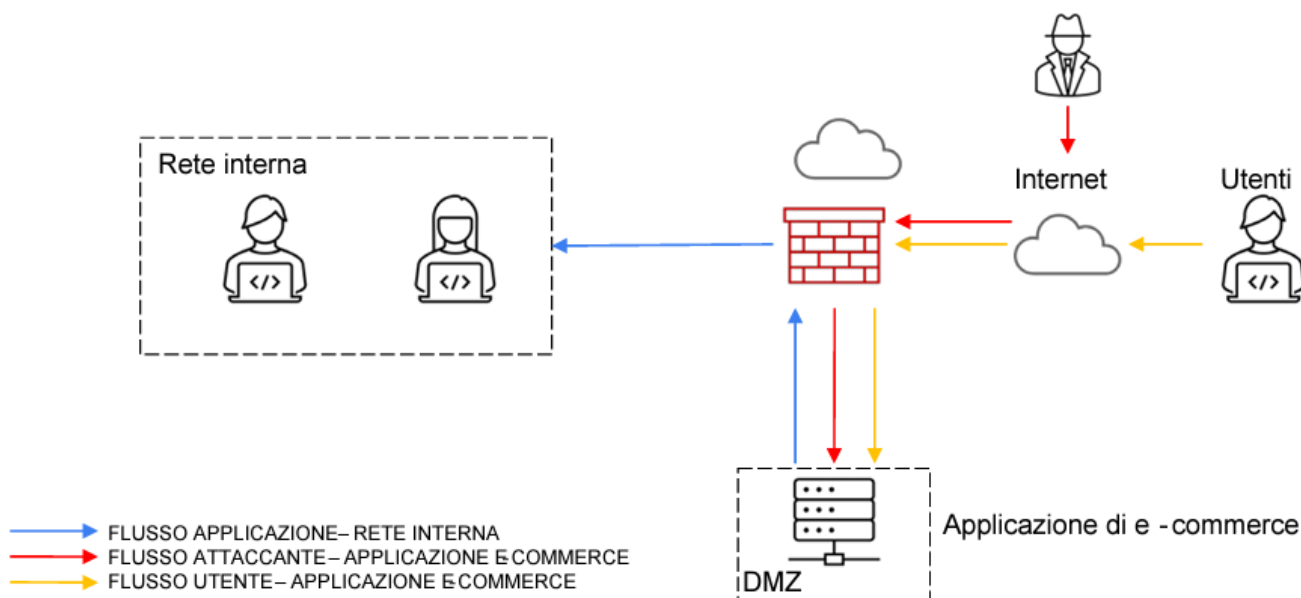 Rete interna
Internet
Utenti
</>
</>
</>
Applicazione di e -commerce
DMZ
FLUSSO APPLICAZIONE– RETE INTERNA
FLUSSO ATTACCANTE– APPLICAZIONE E-COMMERCE
FLUSSO UTENTE– APPLICAZIONE E-COMMERCE